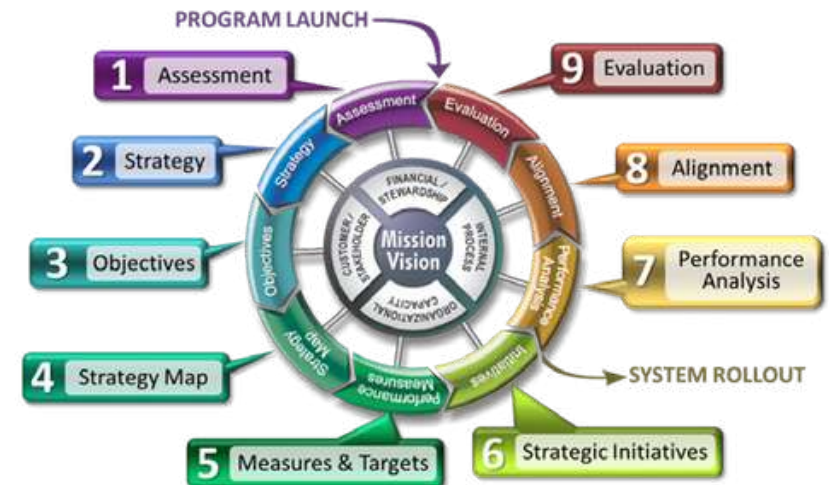 PROGRAM LAUNCH
1 Assessment
2 Strategy
3 Objectives
4 Strategy Map
5 Measures & Targets
6 Strategic Initiatives
SYSTEM ROLLOUT
7 Performance
Analysis
8 Alignment
9 Evaluation
Assessment
Strategy
Objectives
Strategy
Map
Performance
Measures
Initiatives
Performance
Analysis
Alignment
Evaluation
FINANCIAL /
STEWARDSHIP
CUSTOMER /
STAKEHOLDER
INTERNAL
PROCESS
ORGANIZATIONAL
CAPACITY
Mission
Vision